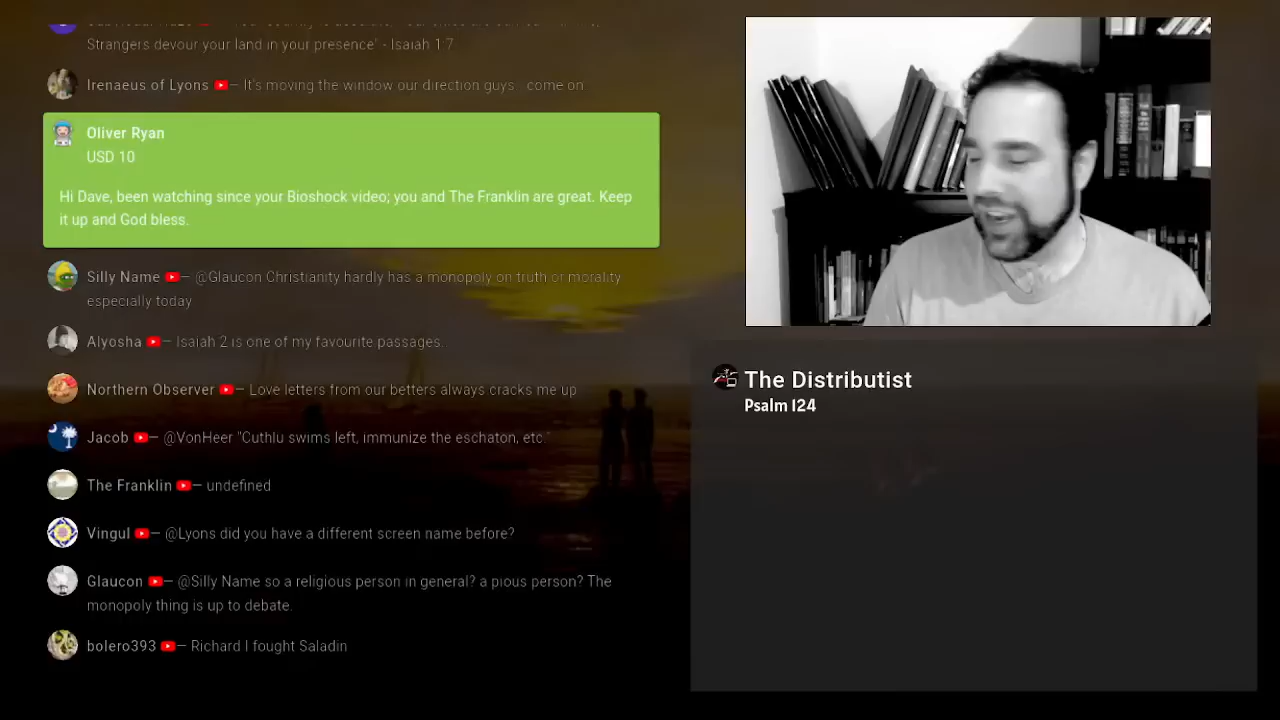 Strangers devour your land in your presence' - Isaiah 1:7
Irenaeus of Lyons — It's moving the window our direction guys come on
Oliver Ryan
USD 10
Hi Dave, been watching since your Bioshock video; you and The Franklin are great. Keep
it up and God bless.
Silly Name — @Glaucon Christianity hardly has a monopoly on truth or morality
especially today
Alyosha — Isaiah 2 is one of my favourite passages.
Northern Observer — Love letters from our betters always cracks me up
Jacob — @VonHeer "Cuthlu swims left, immunize the eschaton, etc."
The Franklin — undefined
Vingul — @Lyons did you have a different screen name before?
Glaucon — @Silly Name so a religious person in general? a pious person? The
monopoly thing is up to debate.
bolero393 — Richard I fought Saladin
The Distributist
Psalm 124